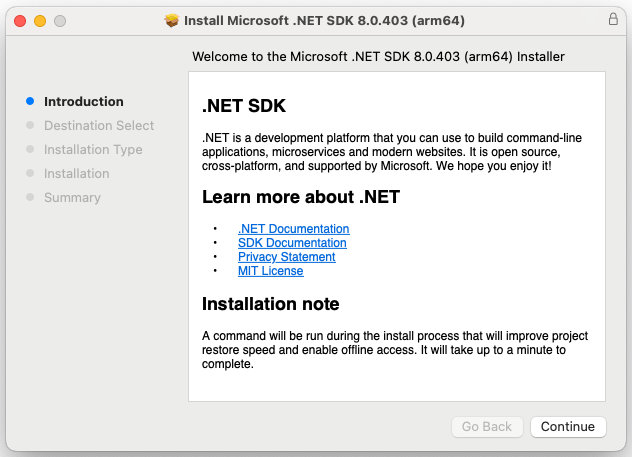 Install Microsoft .NET SDK 8.0.403 (arm64)
Welcome to the Microsoft .NET SDK 8.0.403 (arm64) Installer
Introduction
Destination Select
Installation Type
Installation
Summary
.NET SDK
.NET is a development platform that you can use to build command-line
applications, microservices and modern websites. It is open source,
cross-platform, and supported by Microsoft. We hope you enjoy it!
Learn more about .NET
• .NET Documentation
• SDK Documentation
• Privacy Statement
• MIT License
Installation note
A command will be run during the install process that will improve project
restore speed and enable offline access. It will take up to a minute to
complete.
Go Back
Continue